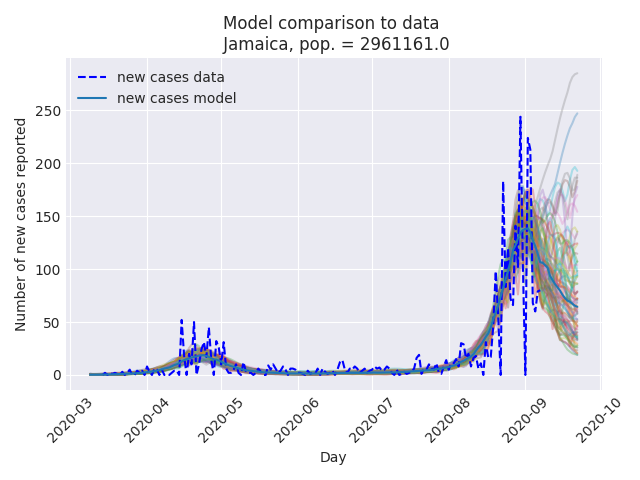 Model comparison to data
Jamaica, pop. = 2961161.0
new cases data
new cases model
Number of new cases reported
250
200
150
100
50
0
2020-03
2020-04
2020-05
2020-06
2020-07
2020-08
2020-09
2020-10
Day